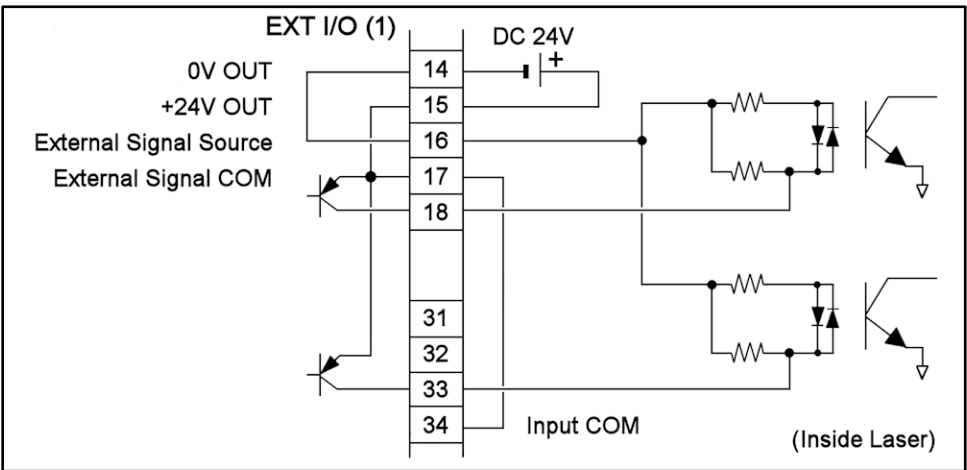 EXT I/O (1)
DC 24V
+
0V OUT
14
+24V OUT
15
External Signal Source
16
External Signal COM
17
18
31
32
33
34
Input COM
(Inside Laser)